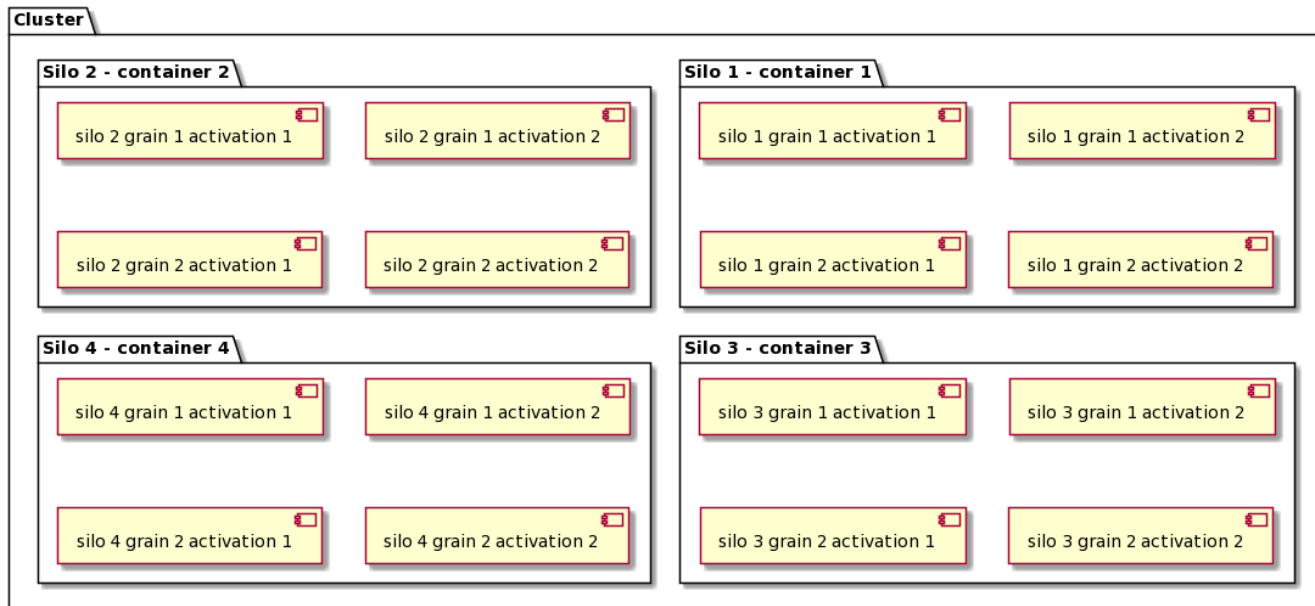 Cluster
Silo 2 - container 2
silo 2 grain 1 activation 1
silo 2 grain 1 activation 2
silo 2 grain 2 activation 1
silo 2 grain 2 activation 2
Silo 1 - container 1
silo 1 grain 1 activation 1
silo 1 grain 1 activation 2
silo 1 grain 2 activation 1
silo 1 grain 2 activation 2
Silo 4 - container 4
silo 4 grain 1 activation 1
silo 4 grain 1 activation 2
silo 4 grain 2 activation 1
silo 4 grain 2 activation 2
Silo 3 - container 3
silo 3 grain 1 activation 1
silo 3 grain 1 activation 2
silo 3 grain 2 activation 1
silo 3 grain 2 activation 2